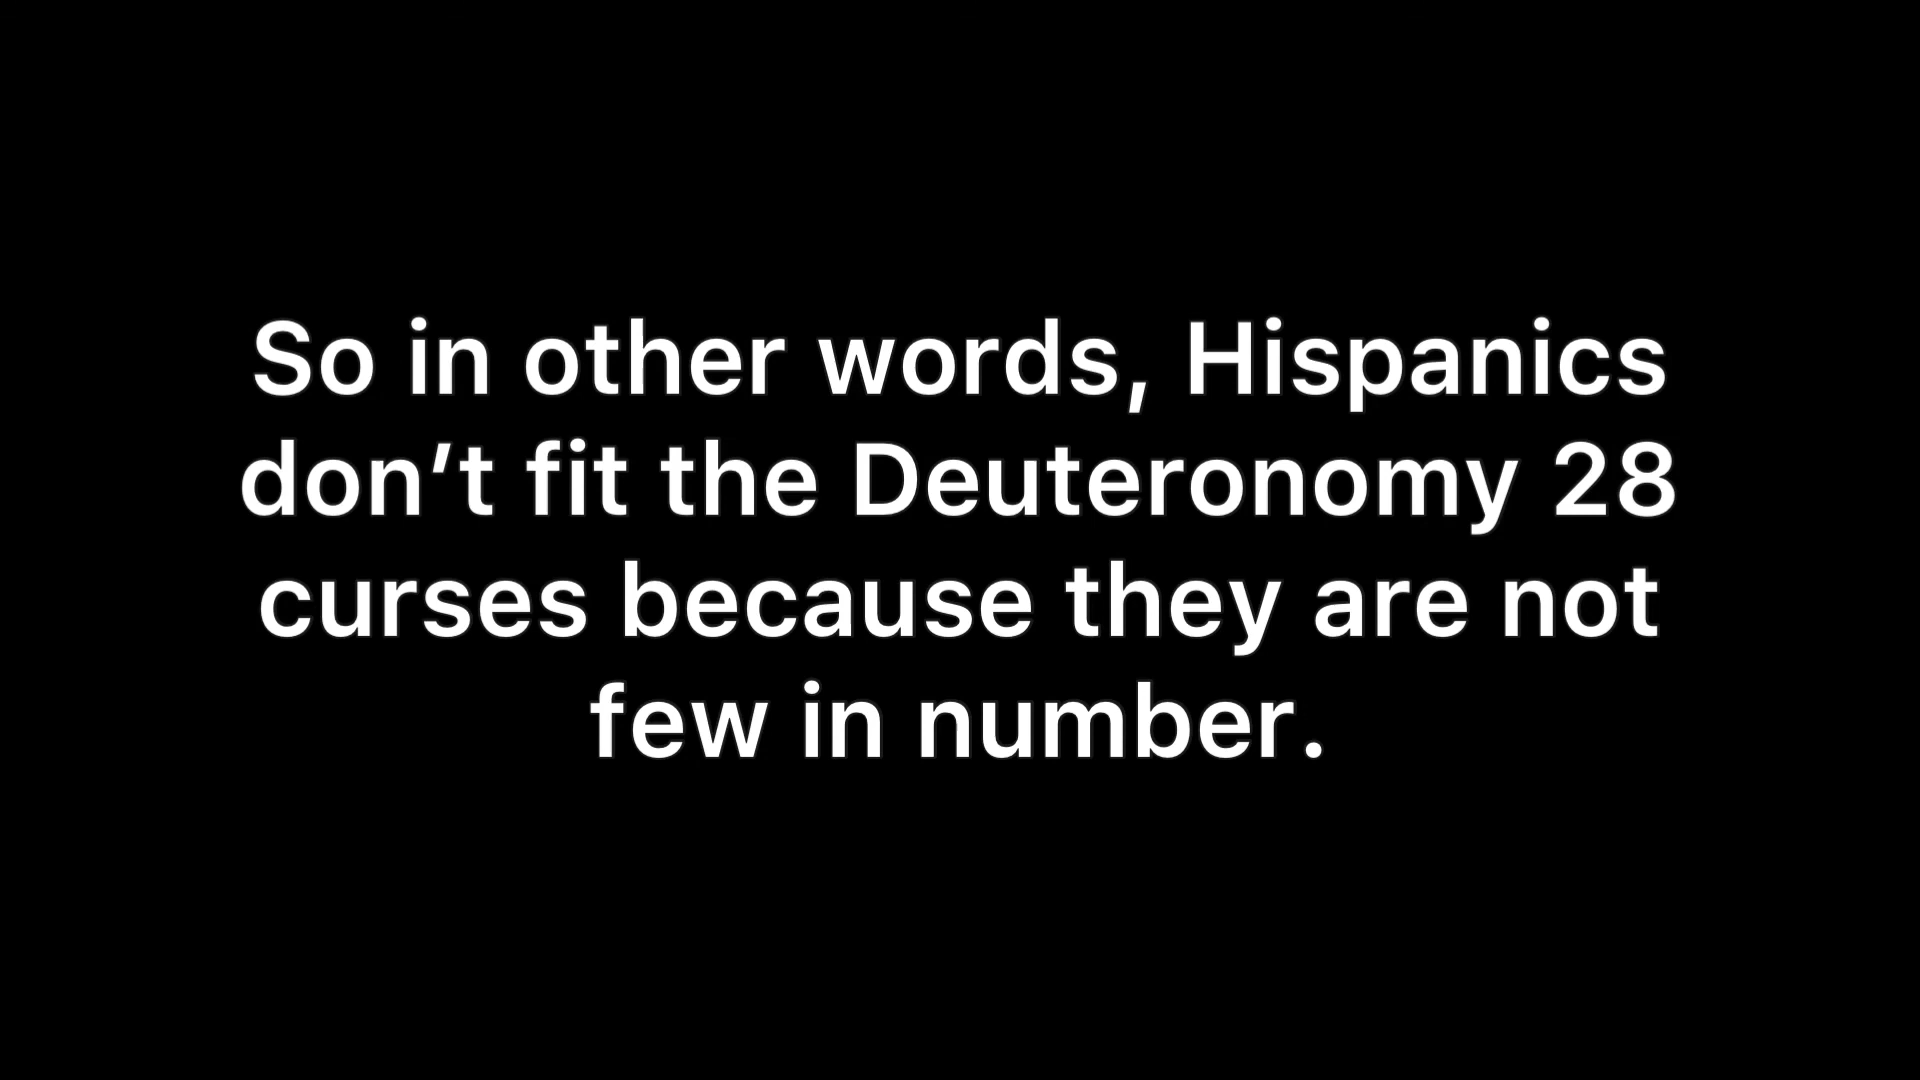 So in other words, Hispanics
don’t fit the Deuteronomy 28
curses because they are not
few in number.